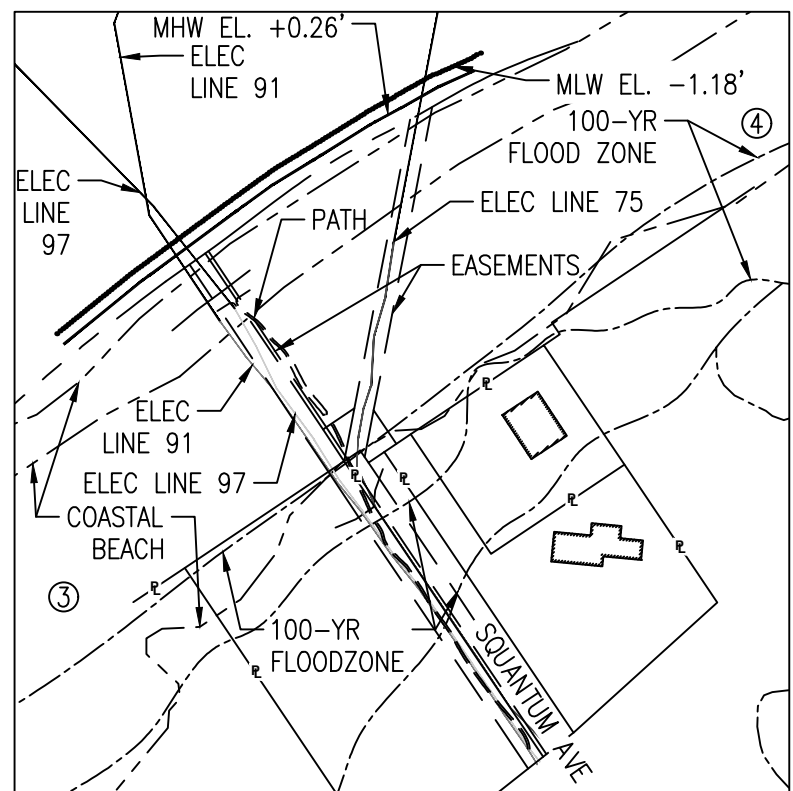 MHW EL. +0.26'
ELEC
LINE 91
MLW EL. -1.18'
100-YR
FLOOD ZONE
④
ELEC
LINE
97
PATH
ELEC LINE 75
EASEMENTS
ELEC
LINE 91
ELEC LINE 97
COASTAL
BEACH
③
100-YR
FLOODZONE
SQUANTUM AVE
℄
℄
℄
℄
℄
℄
℄